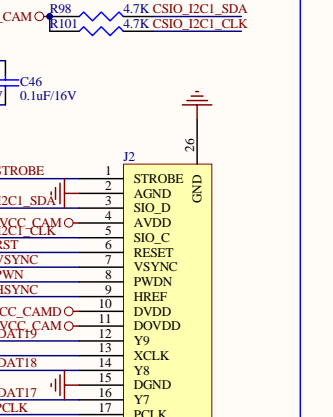 _CAM R98 4.7K CSIO_I2C1_SDA
R101 4.7K CSIO_I2C1_CLK
C46
0.1uF/16V
26
J2
GND
STROBE 1 STROBE
2 AGND
I2C1_SDA 3 SIO_D
VCC_CAM 4 AVDD
I2C1_CLK 5 SIO_C
RST 6 RESET
VSYNC 7 VSYNC
PWN 8 PWDN
HSYNC 9 HREF
VCC_CAMD 10 DVDD
VCC_CAM 11 DOVDD
DAT19 12 Y9
13 XCLK
DAT18 14 Y8
15 DGND
DAT17 16 Y7
PCLK 17 PCLK